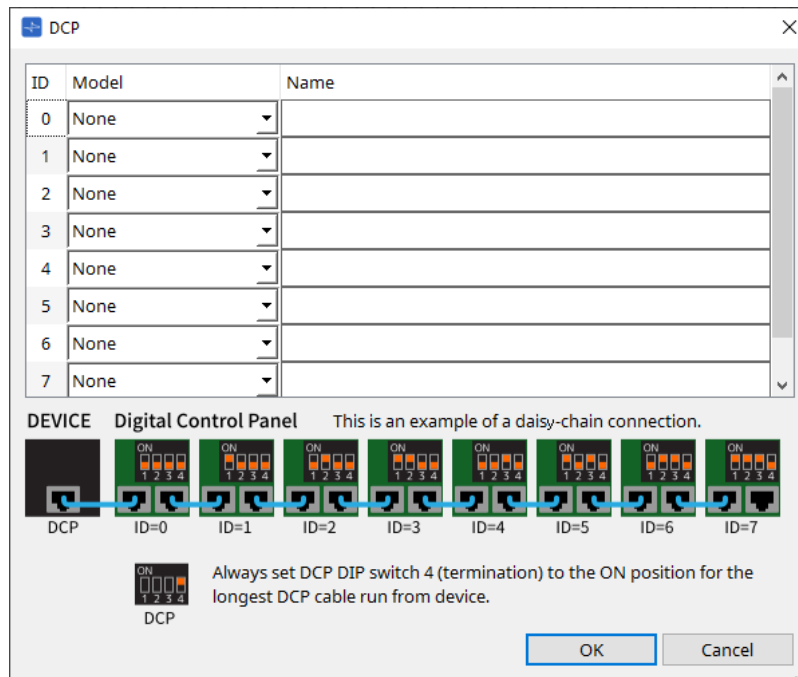 DCP
ID Model Name
0 None
1 None
2 None
3 None
4 None
5 None
6 None
7 None
DEVICE Digital Control Panel This is an example of a daisy-chain connection.
ON ON ON ON ON ON ON ON
1 2 3 4 1 2 3 4 1 2 3 4 1 2 3 4 1 2 3 4 1 2 3 4 1 2 3 4 1 2 3 4
DCP ID=0 ID=1 ID=2 ID=3 ID=4 ID=5 ID=6 ID=7
ON
1 2 3 4
DCP
Always set DCP DIP switch 4 (termination) to the ON position for the
longest DCP cable run from device.
OK Cancel